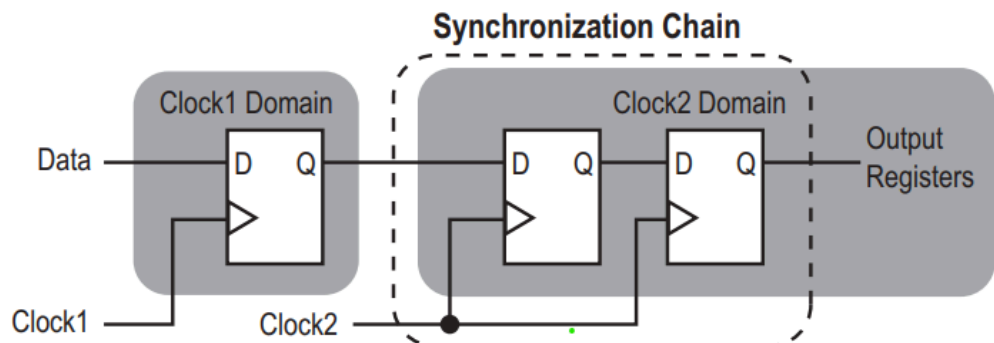 Synchronization Chain
Clock1 Domain
Clock2 Domain
Data
D
Q
D
Q
D
Q
Output
Registers
Clock1
Clock2